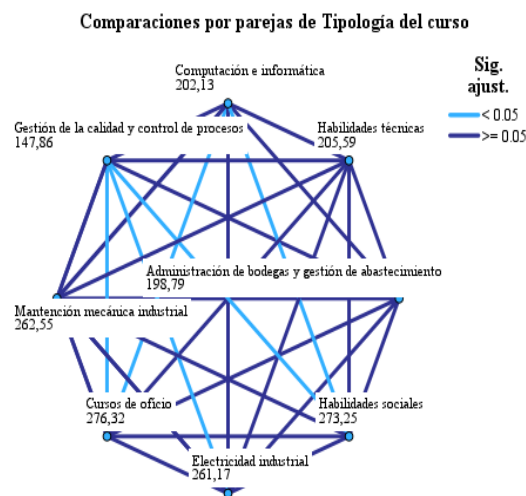 Comparaciones por parejas de Tipología del curso
Sig.
ajust.
< 0.05
>= 0.05
Computación e informática
202,13
Gestión de la calidad y control de procesos
147,86
Habilidades técnicas
205,59
Administración de bodegas y gestión de abastecimiento
198,79
Mantención mecánica industrial
262,55
Cursos de oficio
276,32
Habilidades sociales
273,25
Electricidad industrial
261,17